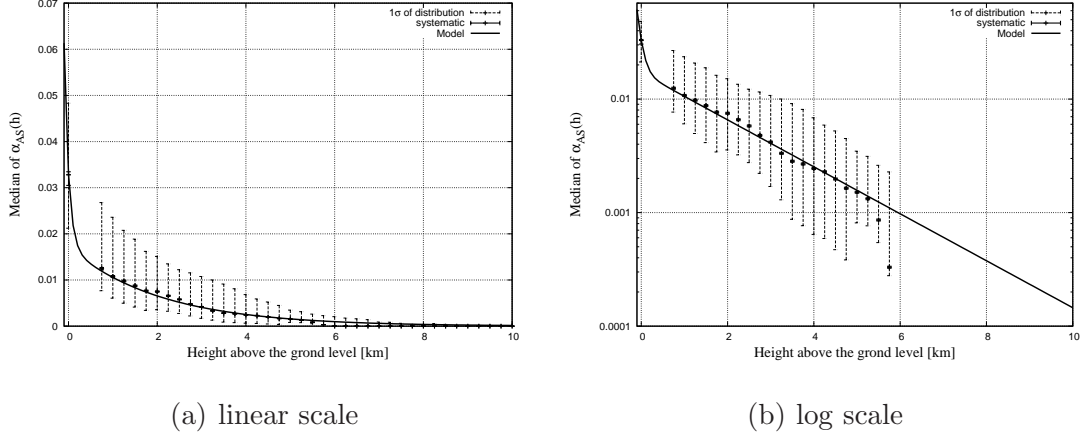 1σ of distribution
systematic
Model
0.07
0.06
0.05
0.04
0.03
0.02
0.01
0
Median of αAS(h)
0 2 4 6 8 10
Height above the grond level [km]
(a) linear scale
1σ of distribution
systematic
Model
0.01
0.001
0.0001
Median of αAS(h)
0 2 4 6 8 10
Height above the grond level [km]
(b) log scale